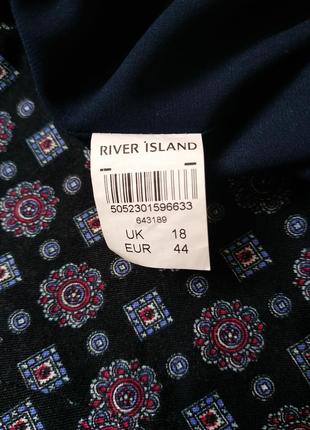 RIVER ISLAND
5052301596633
643189
UK 18
EUR 44